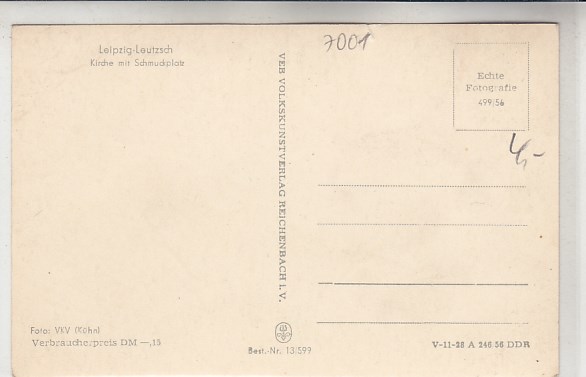 Leipzig-Leutzsch
Kirche mit Schmuckplatz
Foto: VKV (Kühn)
Verbraucherpreis DM —,15
VEB VOLKSKUNSTVERLAG REICHENBACH I. V.
Best.-Nr. 13/599
7001
Echte
Fotografie
499/56
4,-
V-11-28 A 246 56 DDR